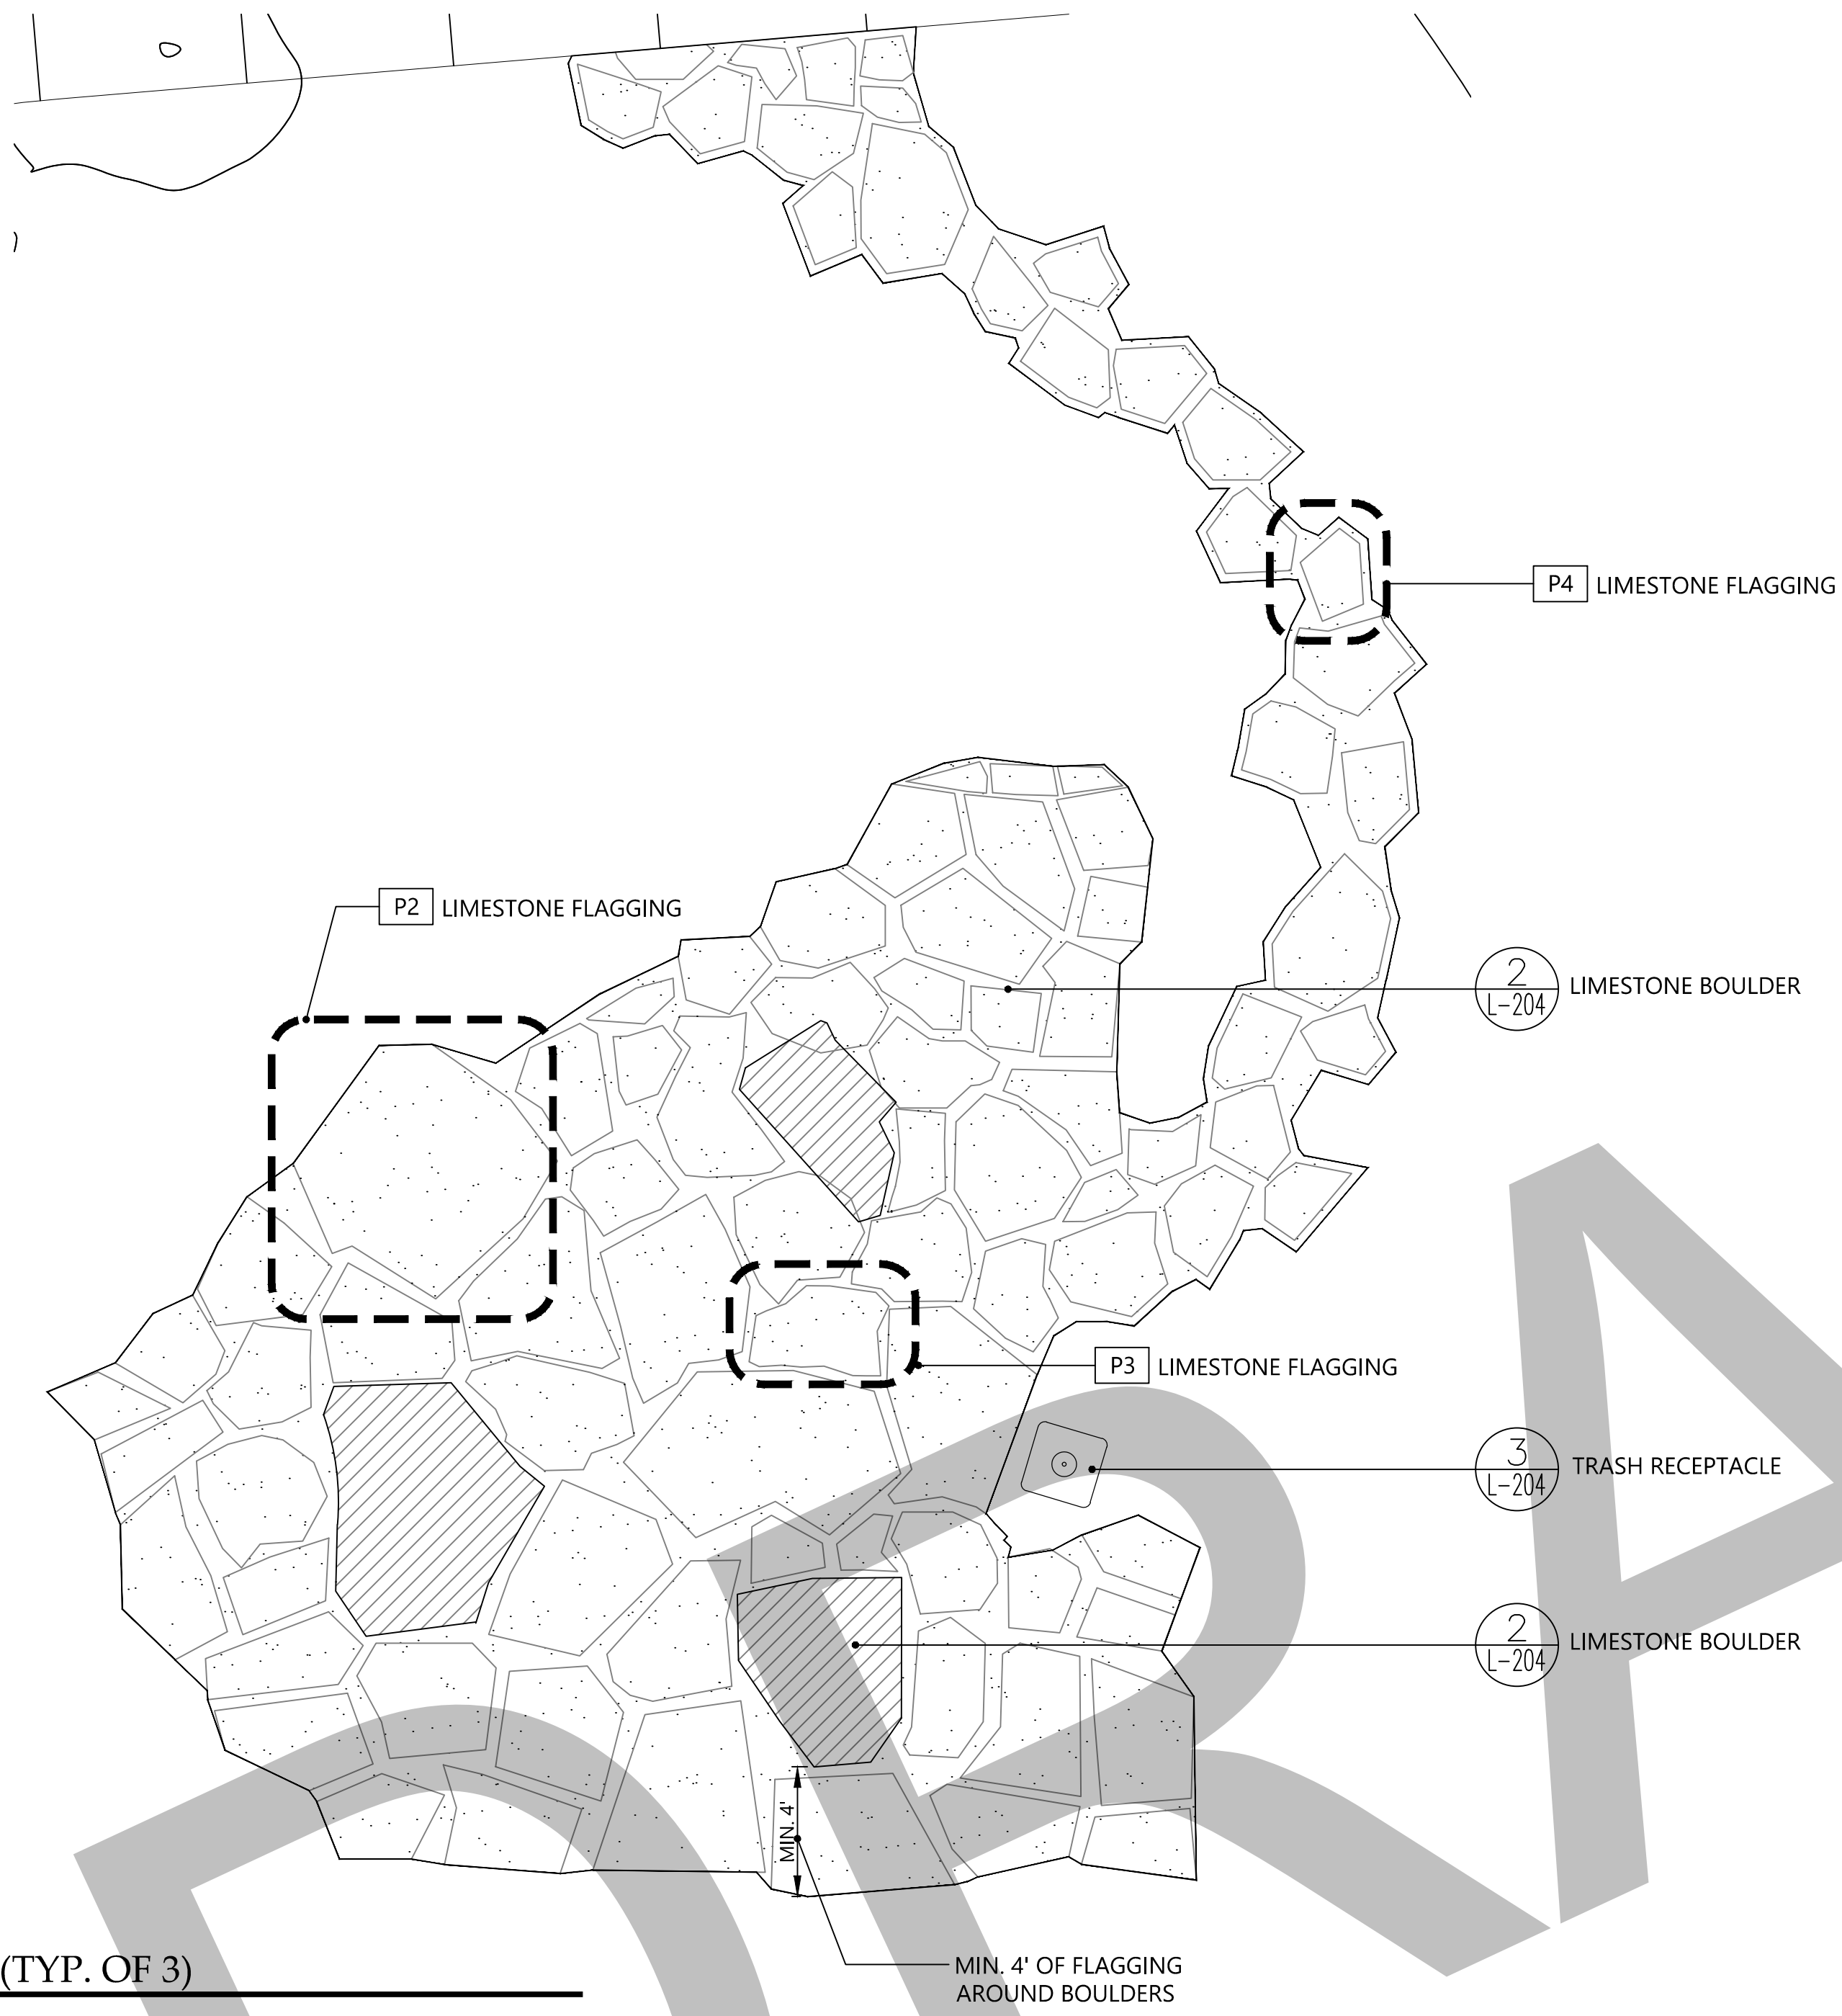 P4 LIMESTONE FLAGGING
P2 LIMESTONE FLAGGING
2
L-204
LIMESTONE BOULDER
P3 LIMESTONE FLAGGING
3
L-204
TRASH RECEPTACLE
2
L-204
LIMESTONE BOULDER
MIN. 4'
MIN. 4' OF FLAGGING
AROUND BOULDERS
(TYP. OF 3)